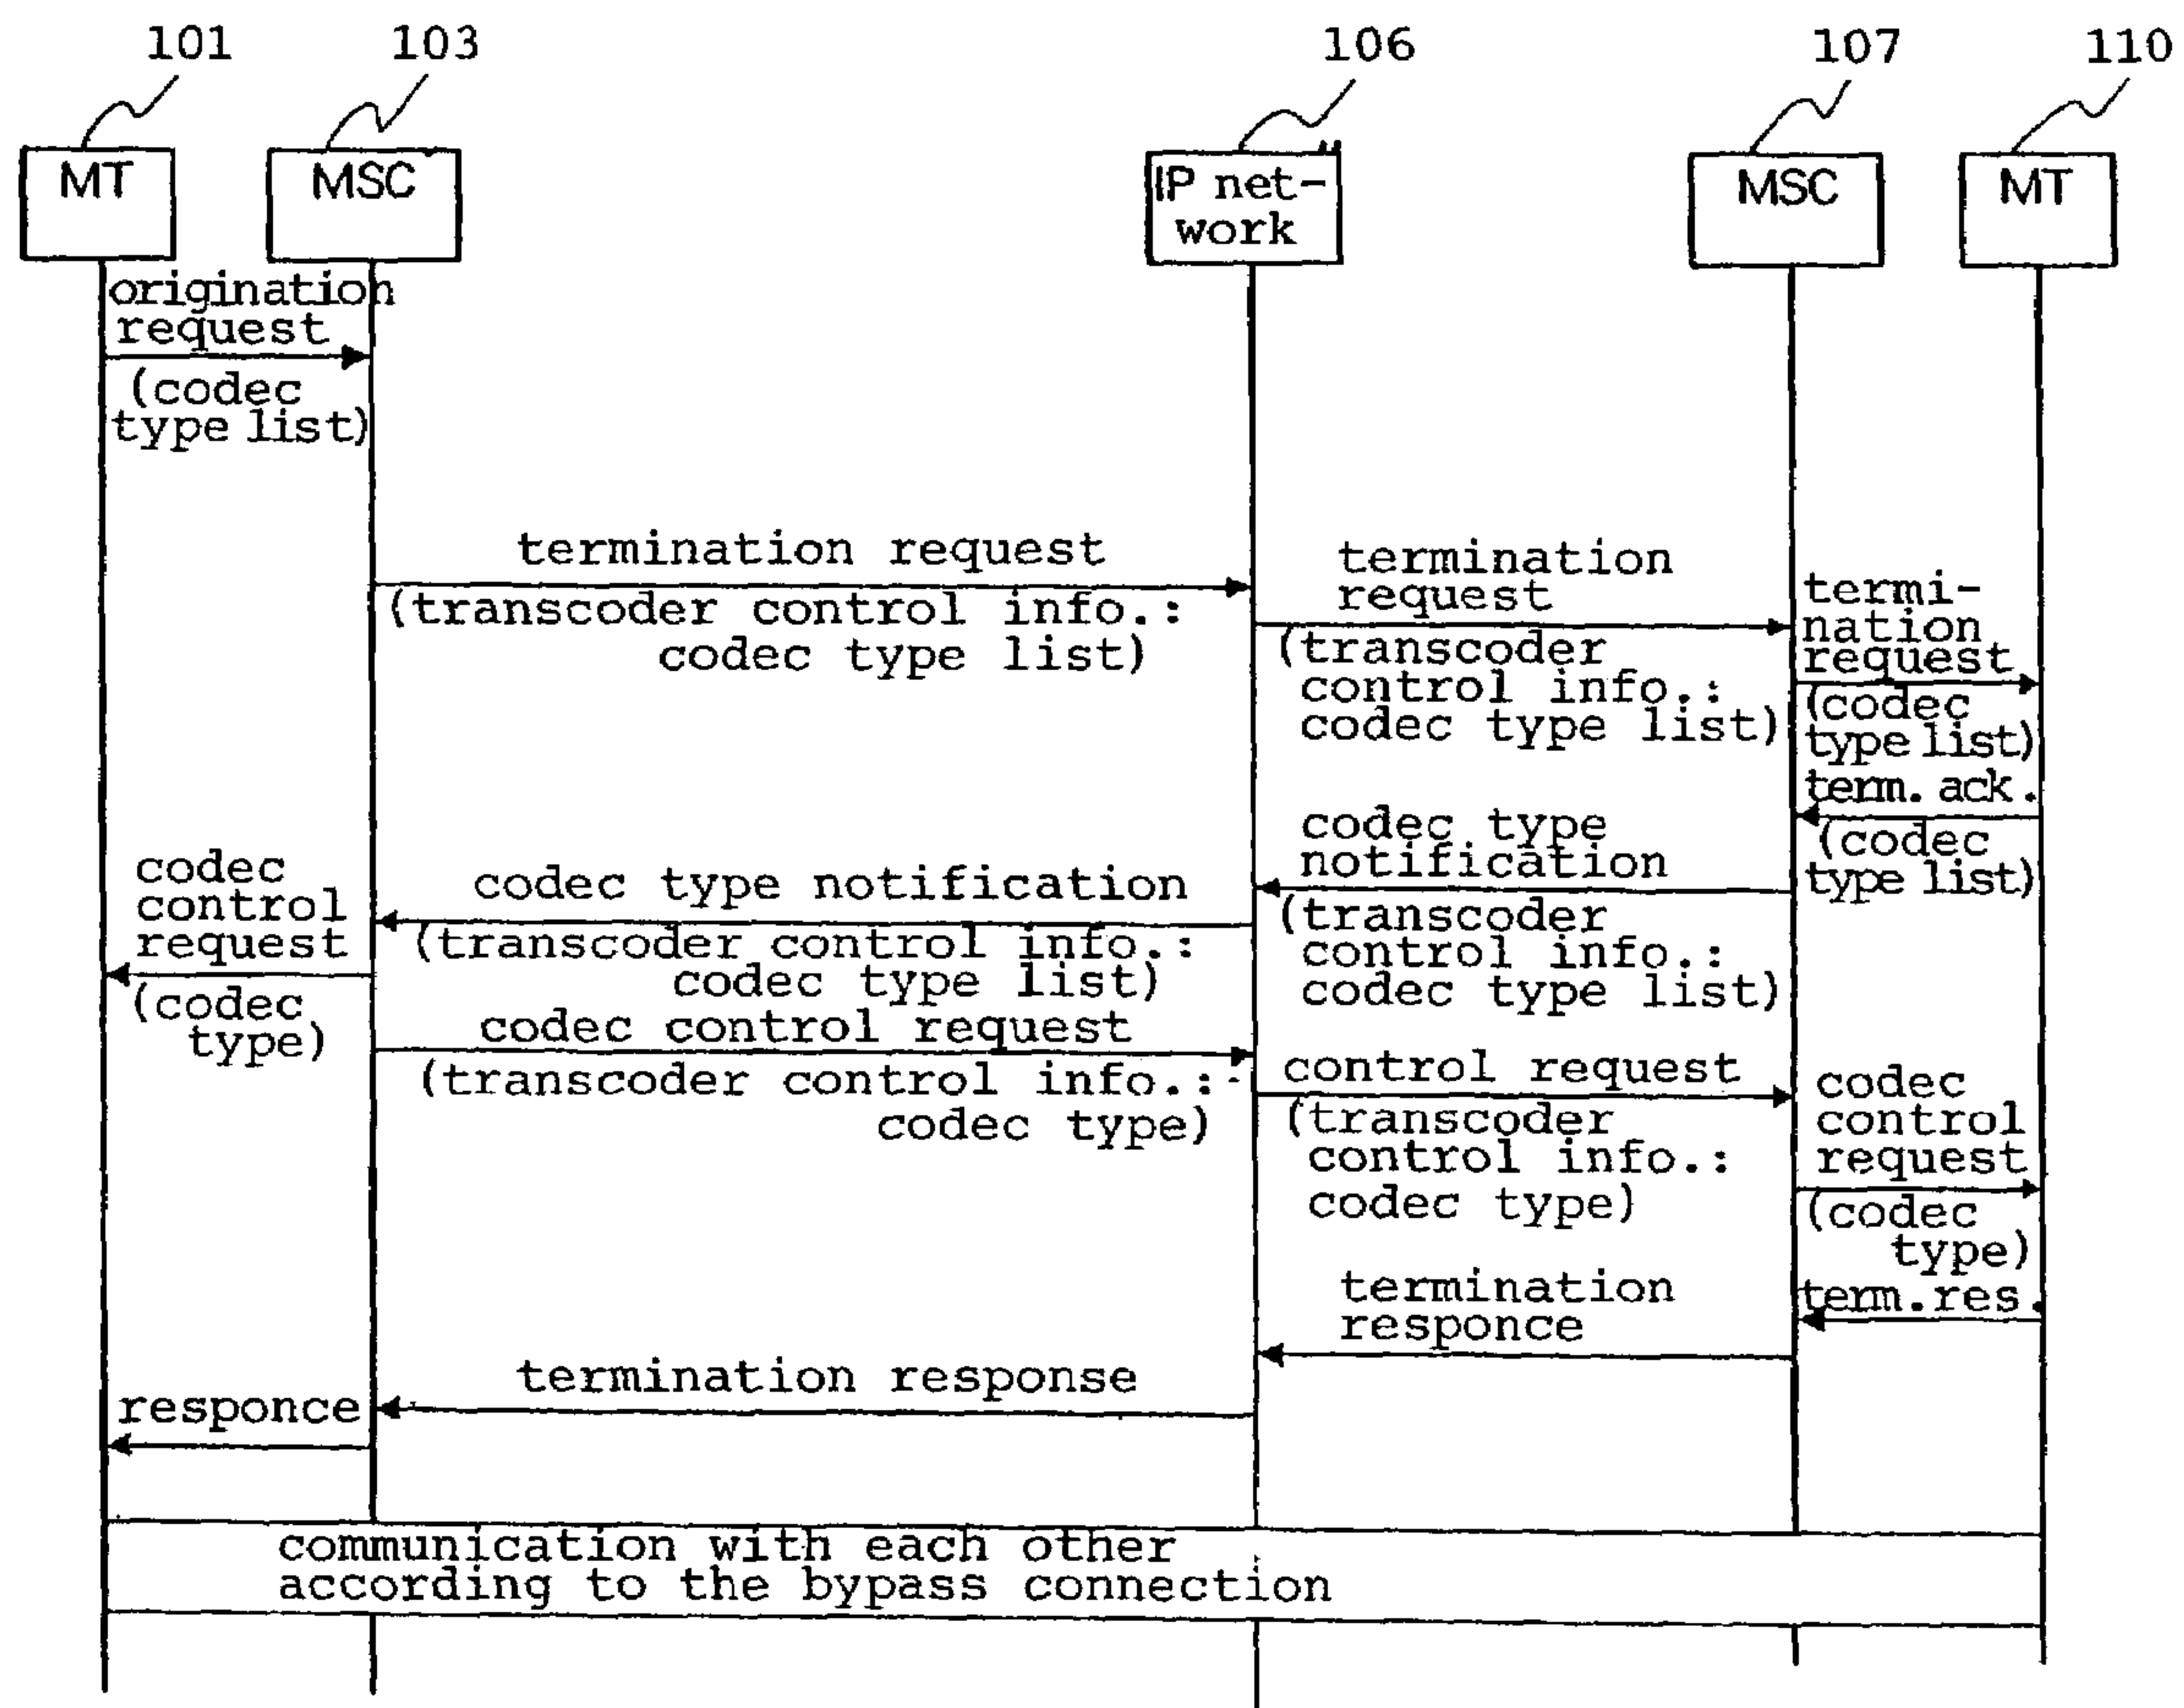 101
103
106
107
110
MT
MSC
IP net-
work
MSC
MT
origination
request
(codec
type list)
termination request
(transcoder control info.:
codec type list)
termination
request
(transcoder
control info.:
codec type list)
termi-
nation
request
(codec
type list)
term. ack.
(codec
type list)
codec type
notification
(transcoder
control info.:
codec type list)
codec type notification
(transcoder control info.:
codec type list)
codec
control
request
(codec
type)
codec control request
(transcoder control info.:
codec type)
control request
(transcoder
control info.:
codec type)
codec
control
request
(codec
type)
term.res.
termination
responce
termination response
responce
communication with each other
according to the bypass connection